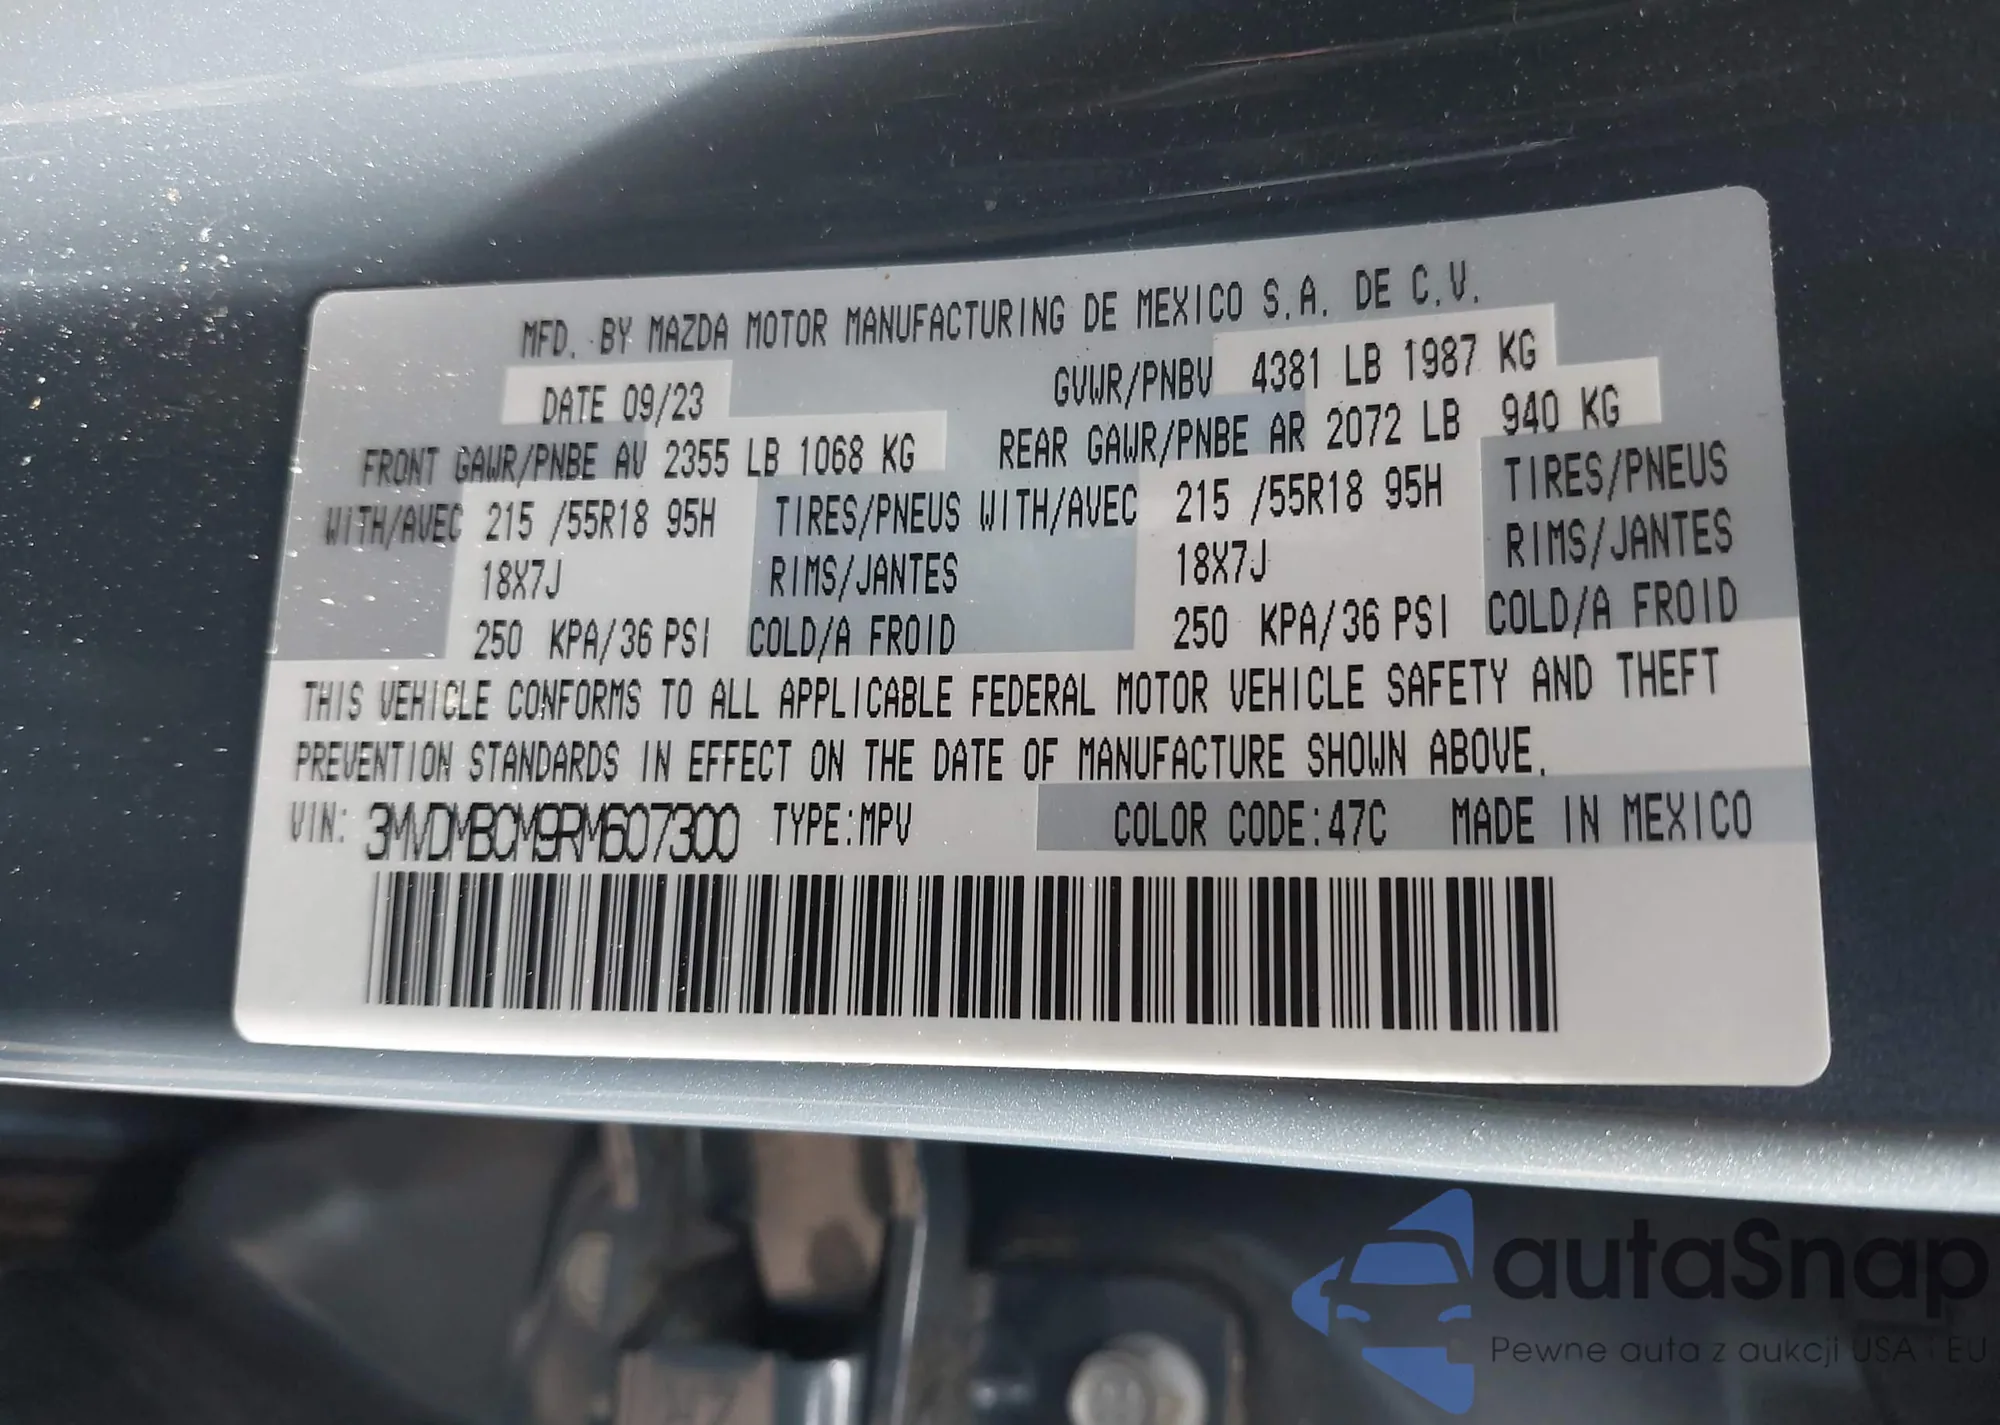 MFD. BY MAZDA MOTOR MANUFACTURING DE MEXICO S.A. DE C.V.
DATE 09/23 GVWR/PNBV 4381 LB 1987 KG
FRONT GAWR/PNBE AV 2355 LB 1068 KG REAR GAWR/PNBE AR 2072 LB 940 KG
WITH/AVEC 215 /55R18 95H TIRES/PNEUS WITH/AVEC 215 /55R18 95H TIRES/PNEUS
18X7J RIMS/JANTES 18X7J RIMS/JANTES
250 KPA/36 PSI COLD/A FROID 250 KPA/36 PSI COLD/A FROID
THIS VEHICLE CONFORMS TO ALL APPLICABLE FEDERAL MOTOR VEHICLE SAFETY AND THEFT
PREVENTION STANDARDS IN EFFECT ON THE DATE OF MANUFACTURE SHOWN ABOVE.
VIN: 3MVDMBCM9RM607300 TYPE:MPV COLOR CODE:47C MADE IN MEXICO
autaSnap
Pewne auta z aukcji USA i EU